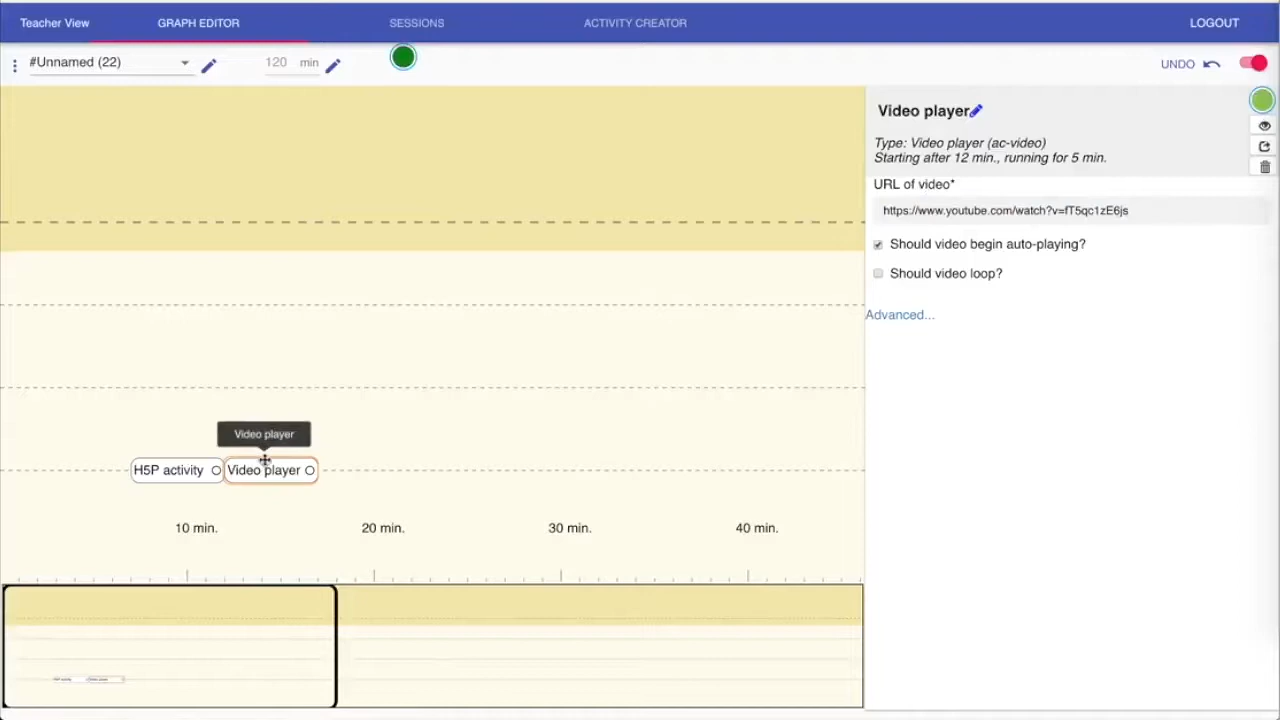 Teacher View
GRAPH EDITOR
SESSIONS
ACTIVITY CREATOR
LOGOUT
#Unnamed (22)
120 min
UNDO
Video player
Type: Video player (ac-video)
Starting after 12 min., running for 5 min.
URL of video*
https://www.youtube.com/watch?v=fT5qc1zE6js
Should video begin auto-playing?
Should video loop?
Advanced...
Video player
H5P activity
Video player
10 min.
20 min.
30 min.
40 min.